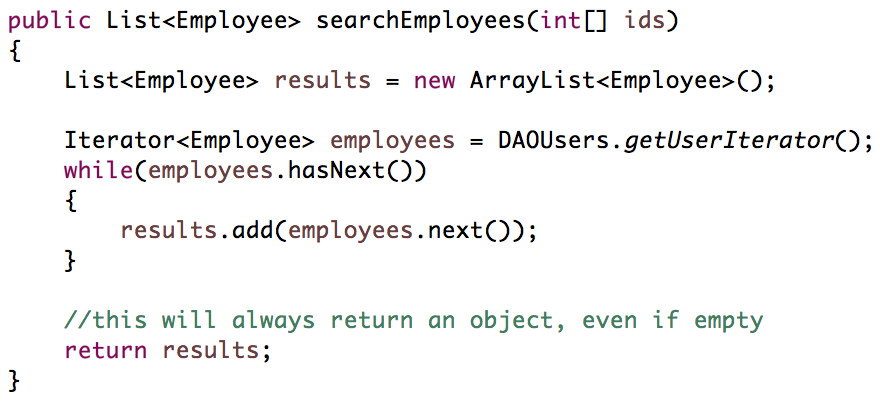 public List<Employee> searchEmployees(int[] ids)
{
    List<Employee> results = new ArrayList<Employee>();

    Iterator<Employee> employees = DAOUsers.getUserIterator();
    while(employees.hasNext())
    {
        results.add(employees.next());
    }

    //this will always return an object, even if empty
    return results;
}